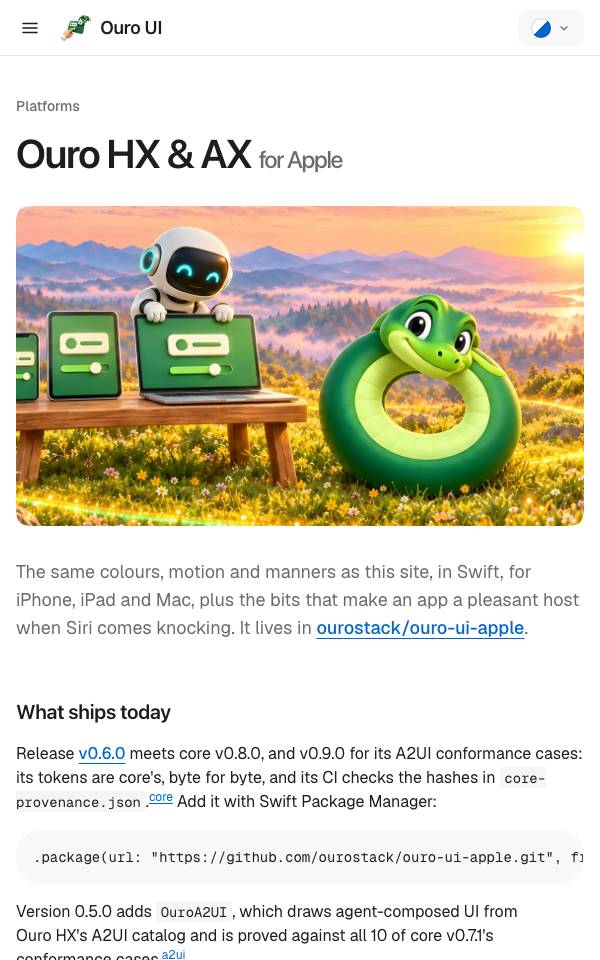 Ouro UI
Platforms
Ouro HX & AX for Apple
The same colours, motion and manners as this site, in Swift, for
iPhone, iPad and Mac, plus the bits that make an app a pleasant host
when Siri comes knocking. It lives in ourostack/ouro-ui-apple.
What ships today
Release v0.6.0 meets core v0.8.0, and v0.9.0 for its A2UI conformance cases:
its tokens are core's, byte for byte, and its CI checks the hashes in core-
provenance.json.core Add it with Swift Package Manager:
.package(url: "https://github.com/ourostack/ouro-ui-apple.git", fr
Version 0.5.0 adds OuroA2UI, which draws agent-composed UI from
Ouro HX's A2UI catalog and is proved against all 10 of core v0.7.1's
conformance cases.a2ui